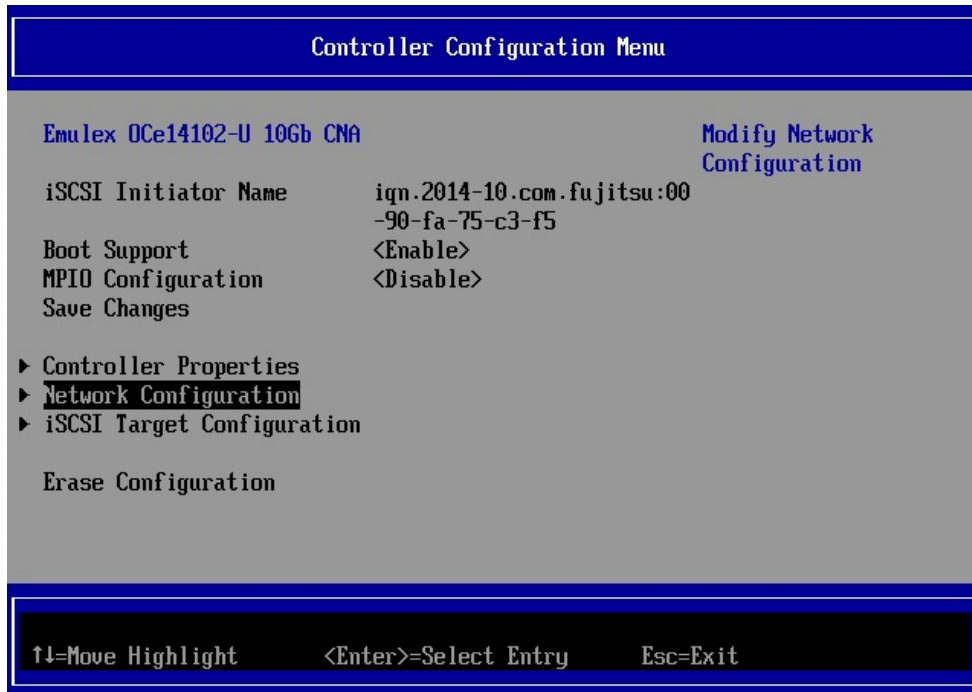 Controller Configuration Menu
Emulex OCe14102-U 10Gb CNA
Modify Network
Configuration
iSCSI Initiator Name iqn.2014-10.com.fujitsu:00
-90-fa-75-c3-f5
Boot Support <Enable>
MPIO Configuration <Disable>
Save Changes
▶ Controller Properties
▶ Network Configuration
▶ iSCSI Target Configuration
Erase Configuration
↑↓=Move Highlight <Enter>=Select Entry Esc=Exit